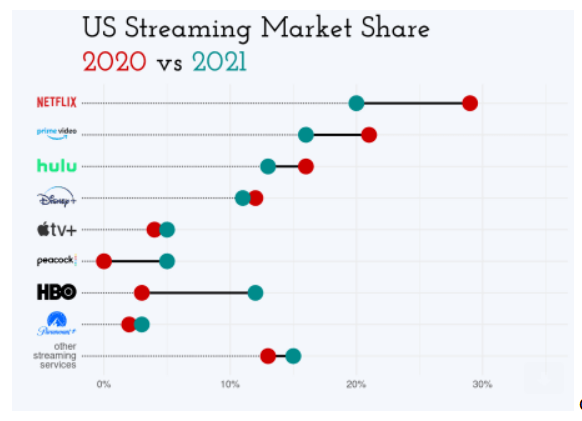 US Streaming Market Share
2020 vs 2021
NETFLIX
prime video
hulu
Disney+
tv+
peacock
HBO
Paramount+
other
streaming
services
0% 10% 20% 30%